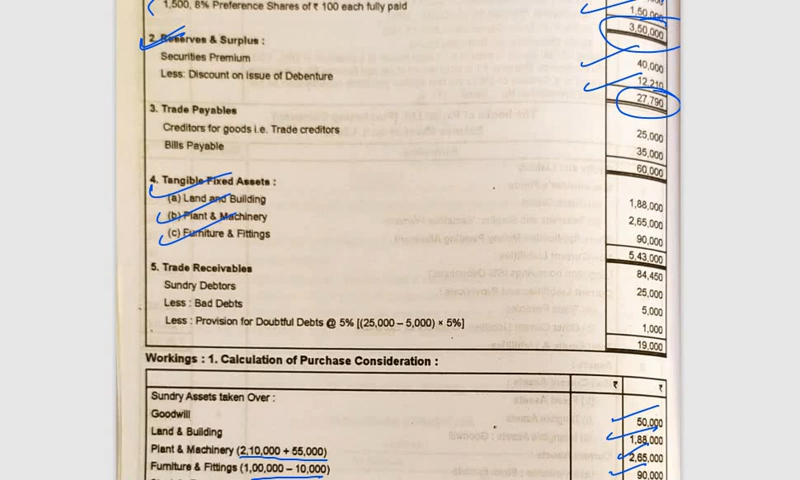 1,500, 8% Preference Shares of ₹ 100 each fully paid 1,50,000
3,50,000
2. Reserves & Surplus :
Securities Premium 40,000
Less: Discount on issue of Debenture 12,210
27,790
3. Trade Payables
Creditors for goods i.e. Trade creditors 25,000
Bills Payable 35,000
60,000
4. Tangible Fixed Assets :
(a) Land and Building 1,88,000
(b) Plant & Machinery 2,65,000
(c) Furniture & Fittings 90,000
5,43,000
5. Trade Receivables 84,450
Sundry Debtors 25,000
Less : Bad Debts 5,000
Less : Provision for Doubtful Debts @ 5% [(25,000 – 5,000) × 5%] 1,000
19,000
Workings : 1. Calculation of Purchase Consideration :
₹ ₹
Sundry Assets taken Over :
Goodwill 50,000
Land & Building 1,88,000
Plant & Machinery (2,10,000 + 55,000) 2,65,000
Furniture & Fittings (1,00,000 – 10,000) 90,000